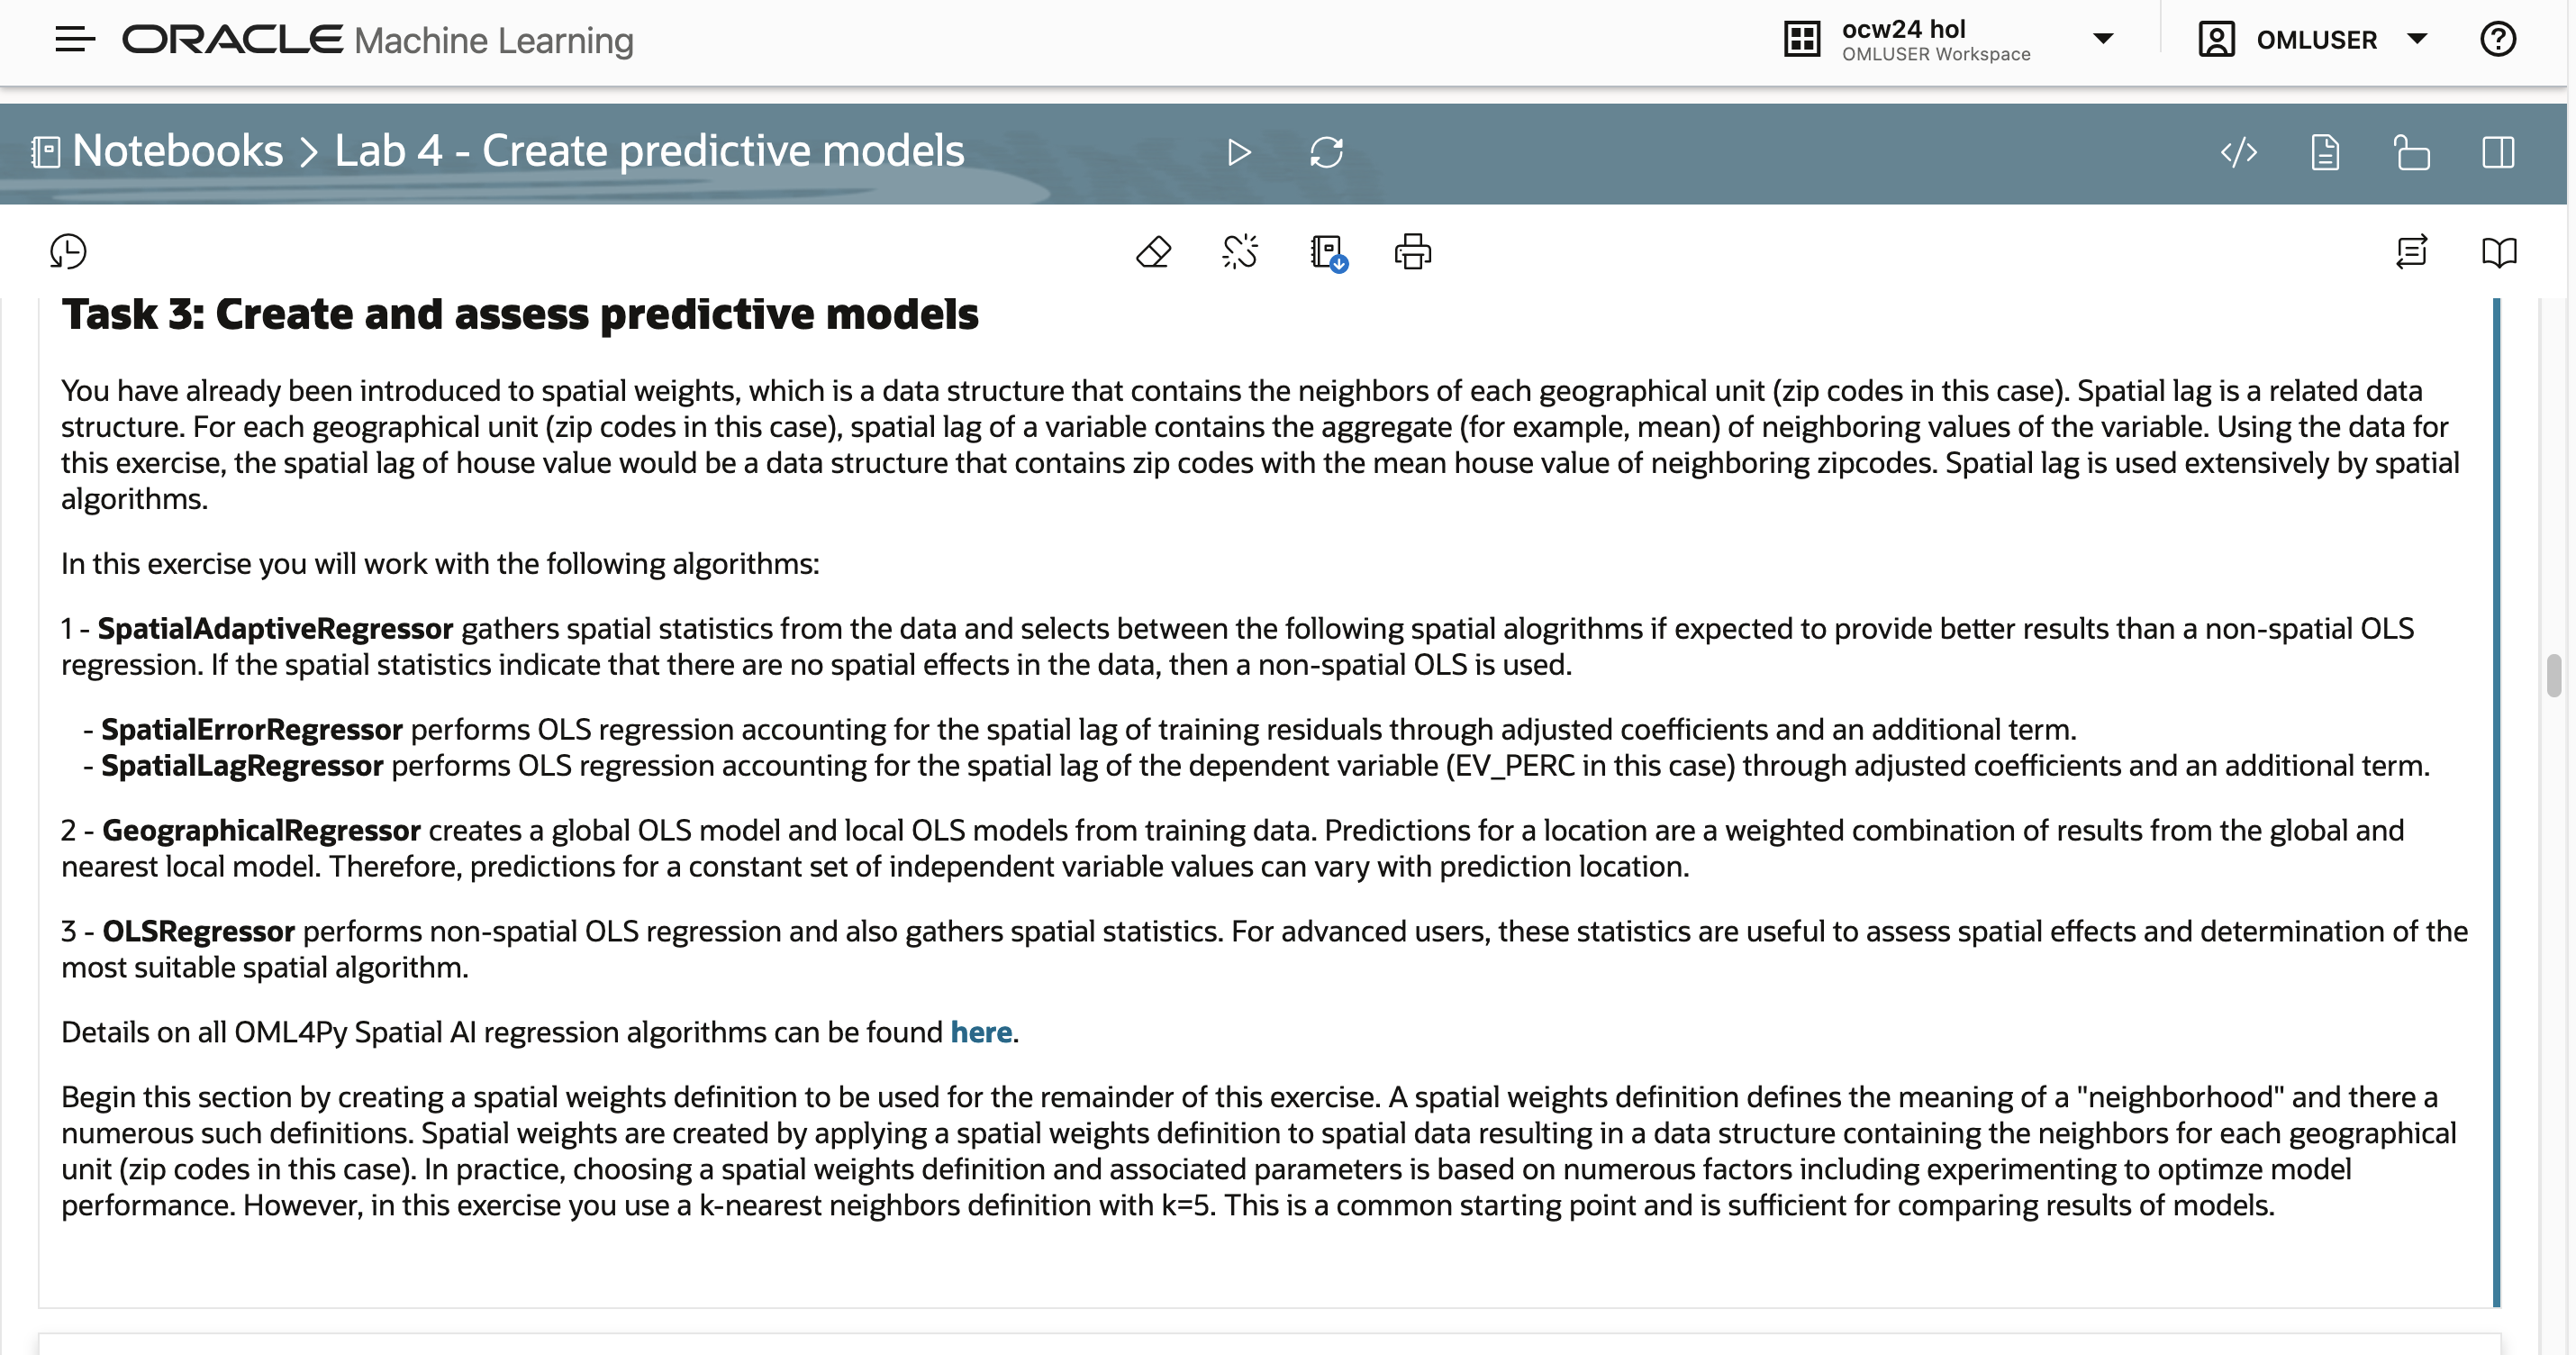 ORACLE Machine Learning
ocw24 hol
OMLUSER Workspace
OMLUSER
Notebooks > Lab 4 - Create predictive models
Task 3: Create and assess predictive models
You have already been introduced to spatial weights, which is a data structure that contains the neighbors of each geographical unit (zip codes in this case). Spatial lag is a related data
structure. For each geographical unit (zip codes in this case), spatial lag of a variable contains the aggregate (for example, mean) of neighboring values of the variable. Using the data for
this exercise, the spatial lag of house value would be a data structure that contains zip codes with the mean house value of neighboring zipcodes. Spatial lag is used extensively by spatial
algorithms.
In this exercise you will work with the following algorithms:
1 - SpatialAdaptiveRegressor gathers spatial statistics from the data and selects between the following spatial alogrithms if expected to provide better results than a non-spatial OLS
regression. If the spatial statistics indicate that there are no spatial effects in the data, then a non-spatial OLS is used.
- SpatialErrorRegressor performs OLS regression accounting for the spatial lag of training residuals through adjusted coefficients and an additional term.
- SpatialLagRegressor performs OLS regression accounting for the spatial lag of the dependent variable (EV_PERC in this case) through adjusted coefficients and an additional term.
2 - GeographicalRegressor creates a global OLS model and local OLS models from training data. Predictions for a location are a weighted combination of results from the global and
nearest local model. Therefore, predictions for a constant set of independent variable values can vary with prediction location.
3 - OLSRegressor performs non-spatial OLS regression and also gathers spatial statistics. For advanced users, these statistics are useful to assess spatial effects and determination of the
most suitable spatial algorithm.
Details on all OML4Py Spatial AI regression algorithms can be found here.
Begin this section by creating a spatial weights definition to be used for the remainder of this exercise. A spatial weights definition defines the meaning of a "neighborhood" and there a
numerous such definitions. Spatial weights are created by applying a spatial weights definition to spatial data resulting in a data structure containing the neighbors for each geographical
unit (zip codes in this case). In practice, choosing a spatial weights definition and associated parameters is based on numerous factors including experimenting to optimze model
performance. However, in this exercise you use a k-nearest neighbors definition with k=5. This is a common starting point and is sufficient for comparing results of models.